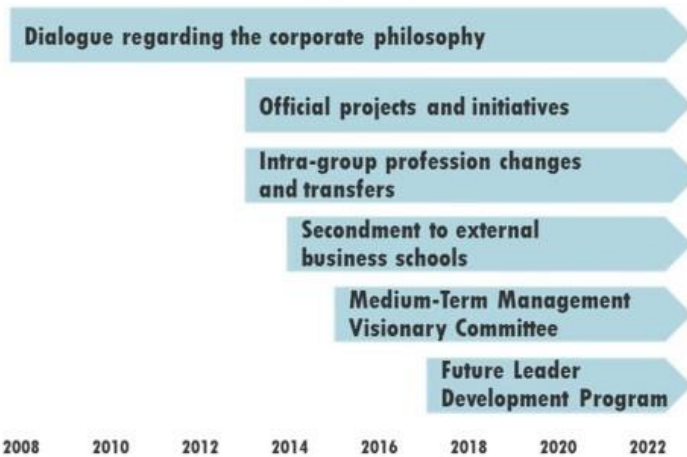 Dialogue regarding the corporate philosophy
Official projects and initiatives
Intra-group profession changes
and transfers
Secondment to external
business schools
Medium-Term Management
Visionary Committee
Future Leader
Development Program
2008 2010 2012 2014 2016 2018 2020 2022